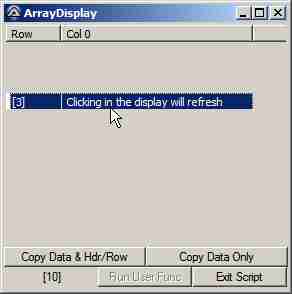 ArrayDisplay
Row Col 0
[3] Clicking in the display will refresh
Copy Data & Hdr/Row Copy Data Only
[10] Run User Func Exit Script